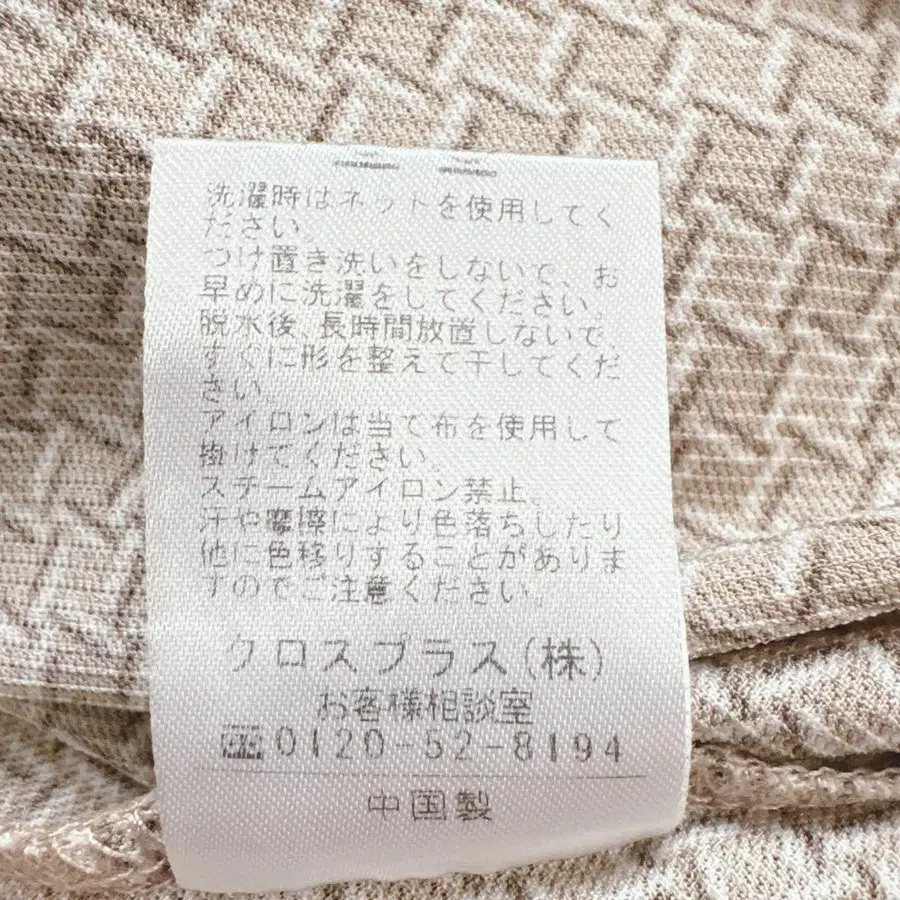 洗濯時はネットを使用してく
ださい
つけ置き洗いをしないで、お
早めに洗濯をしてください
脱水後、長時間放置しないで、
すぐに形を整えて干してくだ
さい。
アイロンは当て布を使用して
掛けてください。
スチームアイロン禁止。
汗や摩擦により色落ちしたり
他に色移りすることがありま
すのでご注意ください。
クロスプラス(株)
お客様相談室
0120-52-8194
中国製